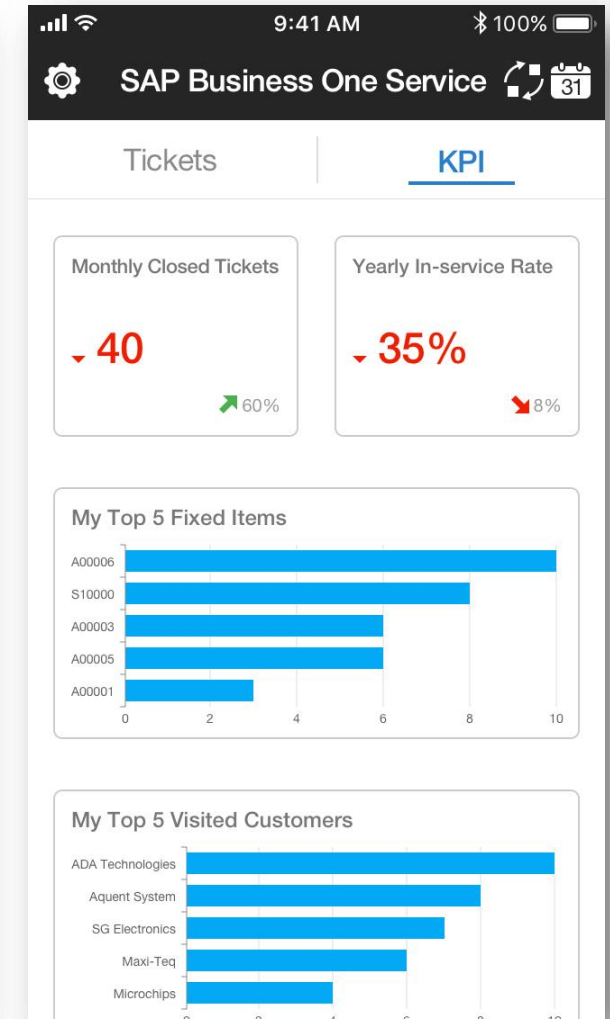 9:41 AM 100%
SAP Business One Service 31
Tickets KPI
Monthly Closed Tickets
40
60%
Yearly In-service Rate
35%
8%
My Top 5 Fixed Items
A00006
S10000
A00003
A00005
A00001
0 2 4 6 8 10
My Top 5 Visited Customers
ADA Technologies
Aquent System
SG Electronics
Maxi-Teq
Microchips